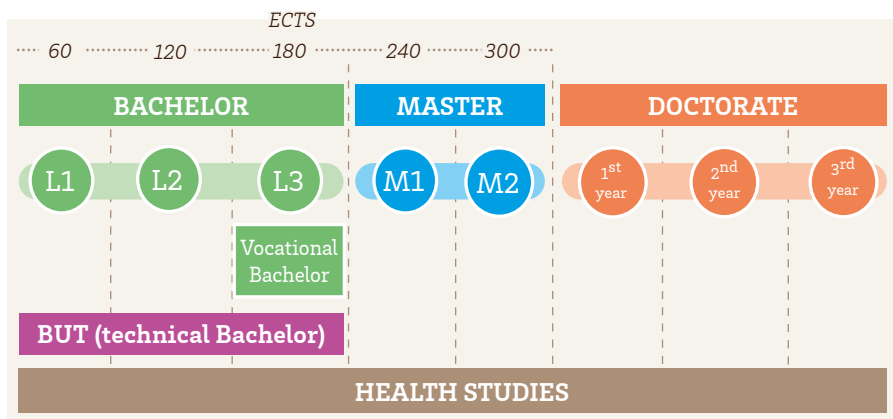 ECTS
60 120 180 240 300
BACHELOR MASTER DOCTORATE
L1 L2 L3 M1 M2 1st year 2nd year 3rd year
Vocational
Bachelor
BUT (technical Bachelor)
HEALTH STUDIES